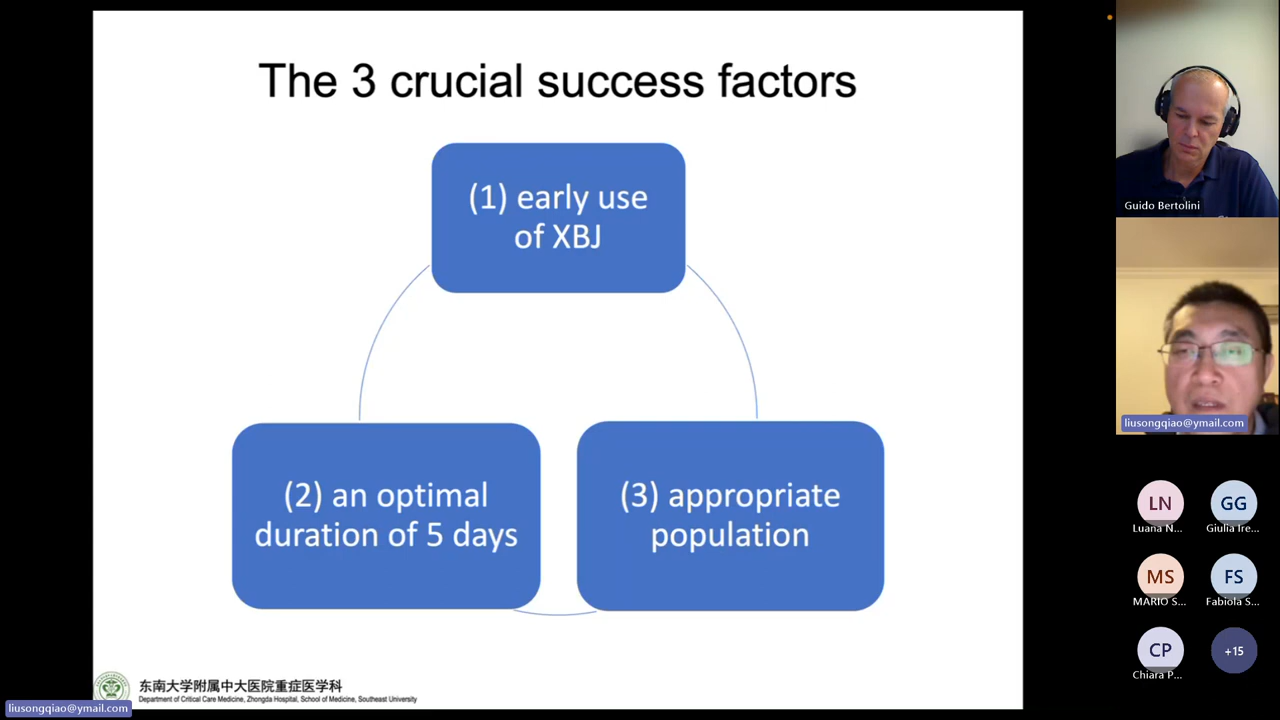 The 3 crucial success factors
(1) early use
of XBJ
(2) an optimal
duration of 5 days
(3) appropriate
population
东南大学附属中大医院重症医学科
Department of Critical Care Medicine, Zhongda Hospital, School of Medicine, Southeast University
liusongqiao@ymail.com
Guido Bertolini
liusongqiao@ymail.com
LN
Luana N...
GG
Giulia Ire...
MS
MARIO S...
FS
Fabiola S...
CP
Chiara P...
+15